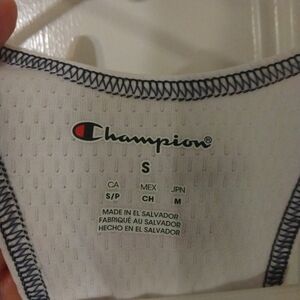 Champion®
S
CA MEX JPN
S/P CH M
MADE IN EL SALVADOR
FABRIQUÉ AU SALVADOR
HECHO EN EL SALVADOR